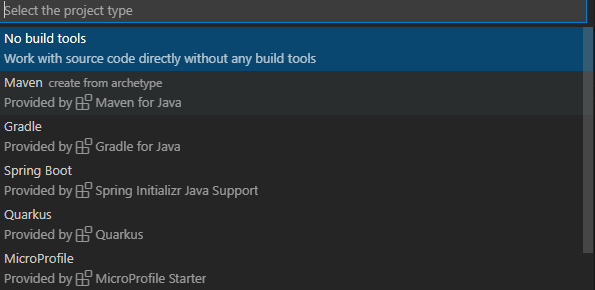 Select the project type
No build tools
Work with source code directly without any build tools
Maven create from archetype
Provided by Maven for Java
Gradle
Provided by Gradle for Java
Spring Boot
Provided by Spring Initializr Java Support
Quarkus
Provided by Quarkus
MicroProfile
Provided by MicroProfile Starter